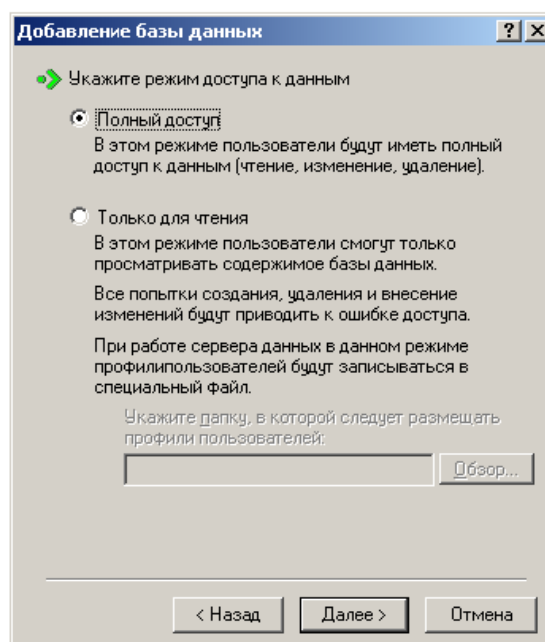 Добавление базы данных
Укажите режим доступа к данным
Полный доступ
В этом режиме пользователи будут иметь полный
доступ к данным (чтение, изменение, удаление).
Только для чтения
В этом режиме пользователи смогут только
просматривать содержимое базы данных.
Все попытки создания, удаления и внесение
изменений будут приводить к ошибке доступа.
При работе сервера данных в данном режиме
профилипользователей будут записываться в
специальный файл.
Укажите папку, в которой следует размещать
профили пользователей:
Обзор...
< Назад
Далее >
Отмена